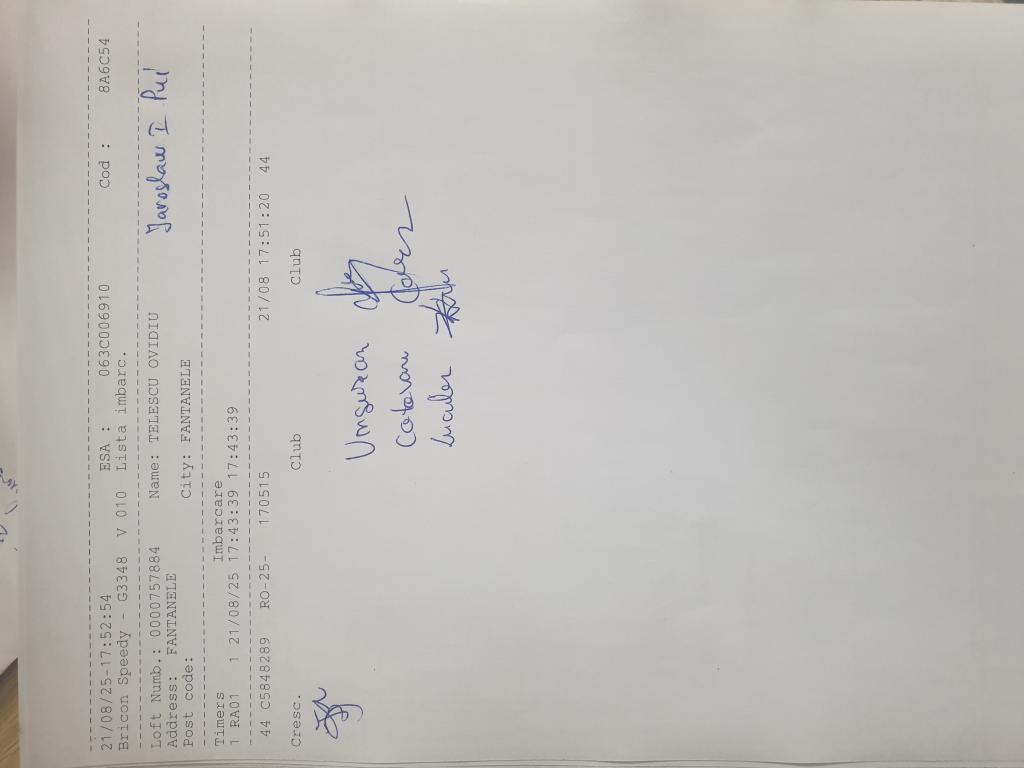 21/08/25-17:52:54 ESA : 063C006910 Cod : 8A6C54
Bricon Speedy - G3348 V 010 Lista imbarc.
Loft Numb.: 0000757884 Name: TELESCU OVIDIU Jaroslaw I Pui
Address: FANTANELE City: FANTANELE
Post code:
Timers Imbarcare
1 RA01 1 21/08/25 17:43:39 17:43:39
44 C5848289 RO-25- 170515 21/08 17:51:20 44
Cresc. Club Club
Ungurean